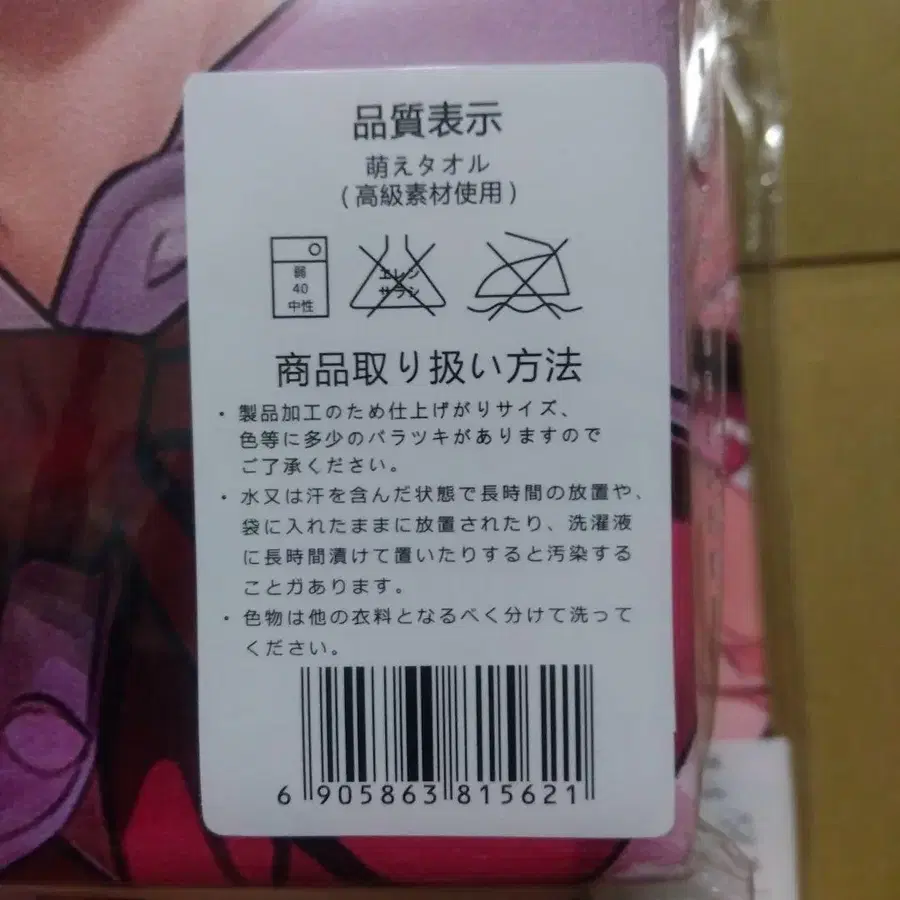 品質表示
萌えタオル
(高級素材使用)
弱
40
中性
エレン
サラシ
商品取り扱い方法
・製品加工のため仕上げがりサイズ、
色等に多少のバラツキがありますので
ご了承ください。
・水又は汗を含んだ状態で長時間の放置や、
袋に入れたままに放置されたり、洗濯液
に長時間漬けて置いたりすると汚染する
ことガあります。
・色物は他の衣料となるべく分けて洗って
ください。
6 905863 815621